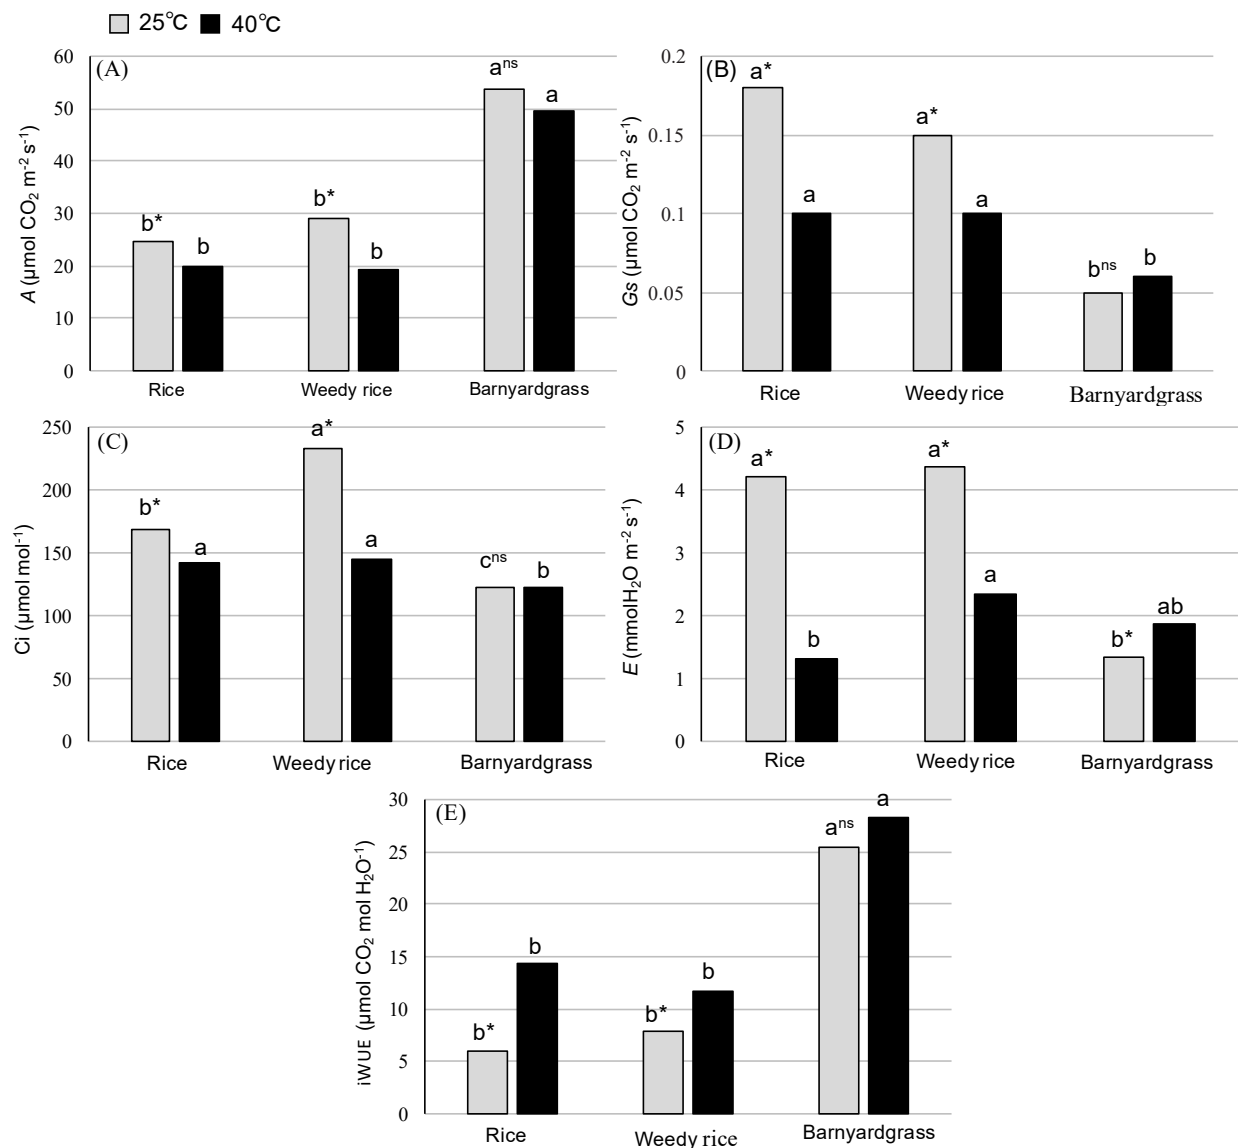 25℃ 40℃
(A)
A (µmol CO₂ m⁻² s⁻¹)
60
50
40
30
20
10
0
b* b b* b aⁿˢ a
Rice Weedy rice Barnyardgrass
(B)
Gs (µmol CO₂ m⁻² s⁻¹)
0.2
0.15
0.1
0.05
0
a* a a* a bⁿˢ b
Rice Weedy rice Barnyardgrass
(C)
Ci (µmol mol⁻¹)
250
200
150
100
50
0
b* a a* a cⁿˢ b
Rice Weedy rice Barnyardgrass
(D)
E (mmolH₂O m⁻² s⁻¹)
5
4
3
2
1
0
a* b a* a b* ab
Rice Weedy rice Barnyardgrass
(E)
iWUE (µmol CO₂ mol H₂O⁻¹)
30
25
20
15
10
5
0
b* b b* b aⁿˢ a
Rice Weedy rice Barnyardgrass